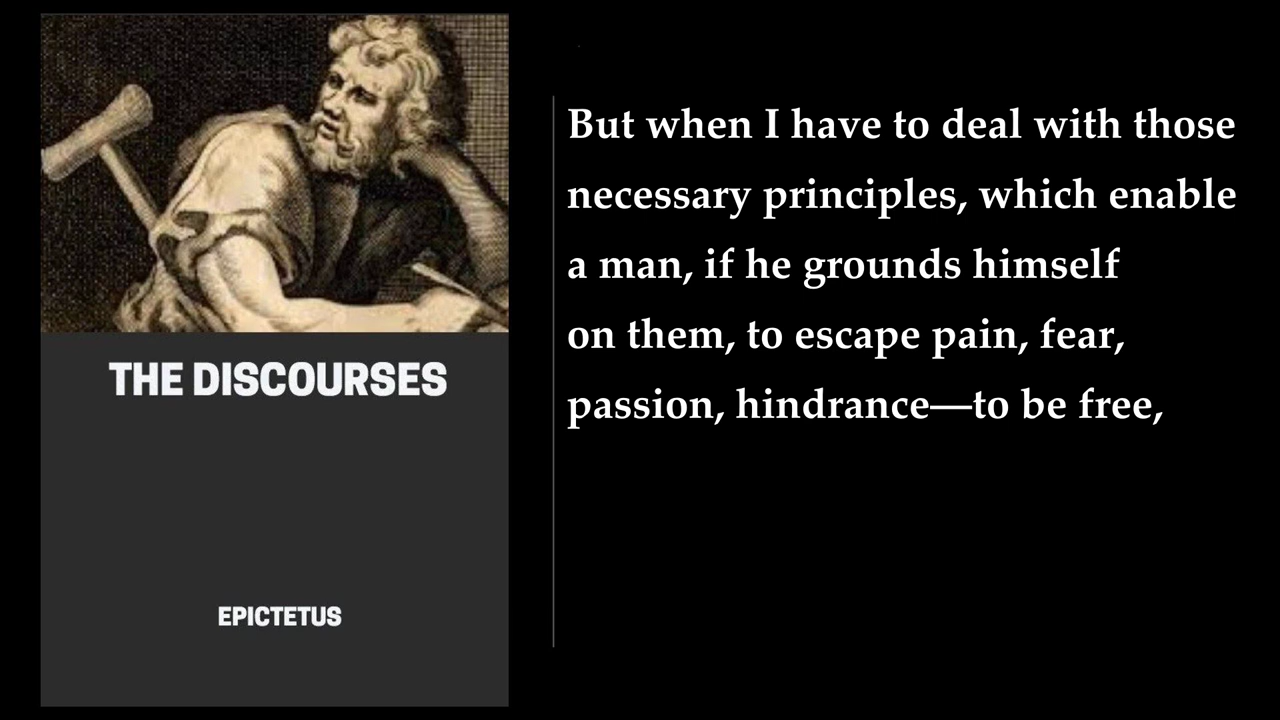 THE DISCOURSES
EPICTETUS
But when I have to deal with those
necessary principles, which enable
a man, if he grounds himself
on them, to escape pain, fear,
passion, hindrance—to be free,